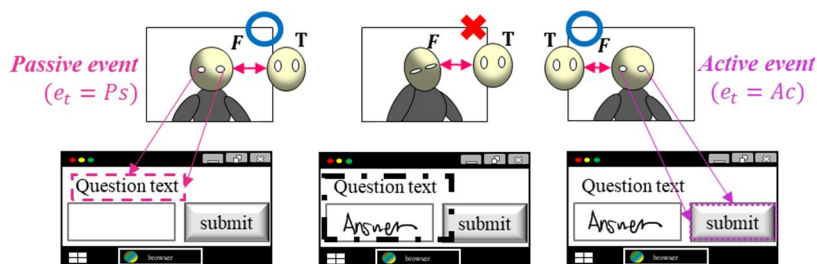 F T
F T
T F
Passive event
(e_t = Ps)
Active event
(e_t = Ac)
Question text
submit
browser
Question text
Answer
submit
browser
Question text
Answer
submit
browser